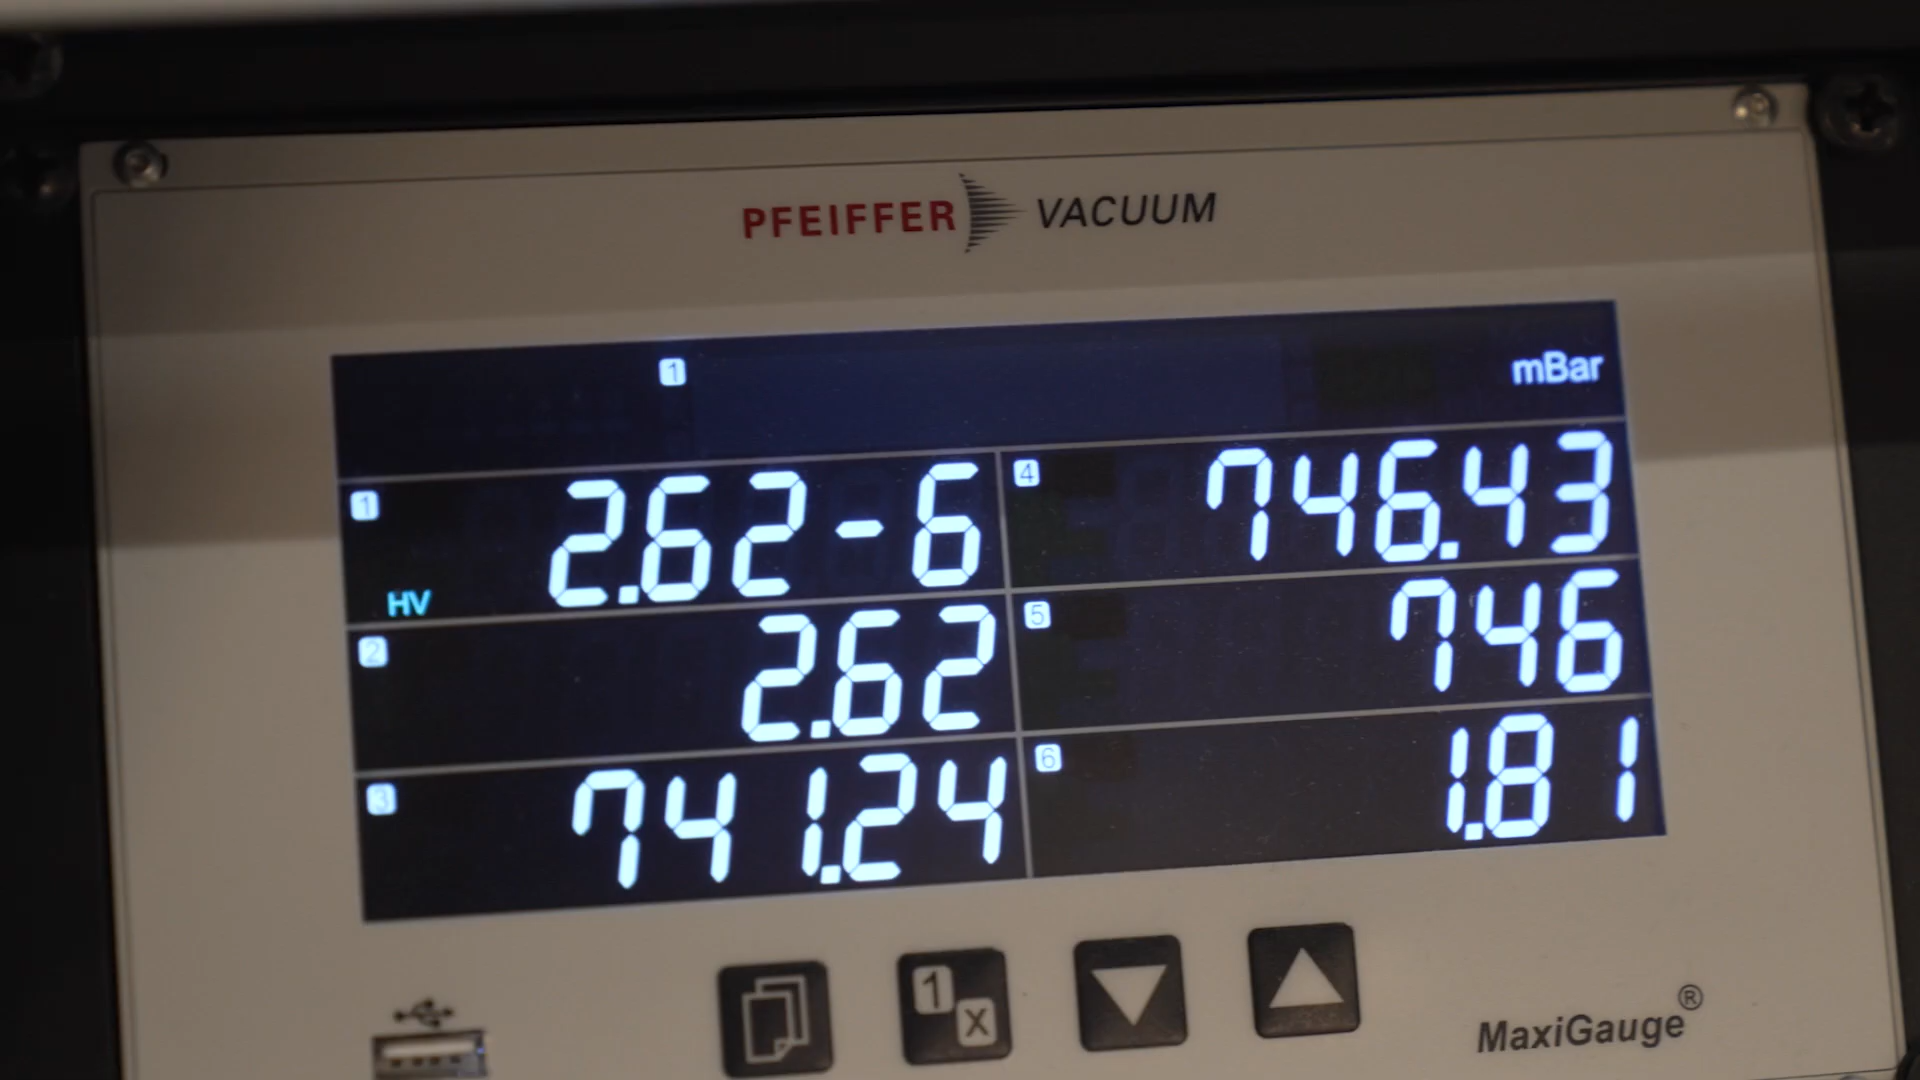 PFEIFFER VACUUM
1 mBar
1 HV 2.62-6
2 2.62
3 741.24
4 746.43
5 746
6 1.81
1 x
MaxiGauge®